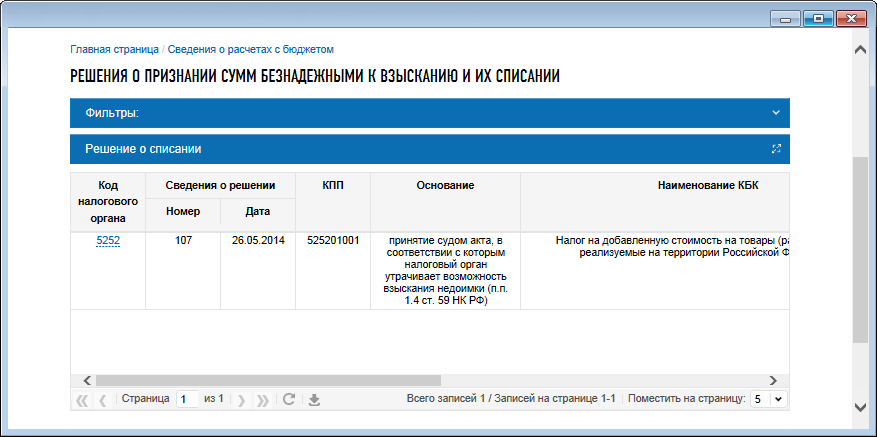 Главная страница / Сведения о расчетах с бюджетом
РЕШЕНИЯ О ПРИЗНАНИИ СУММ БЕЗНАДЕЖНЫМИ К ВЗЫСКАНИЮ И ИХ СПИСАНИИ
Фильтры:
Решение о списании
Код налогового органа
Сведения о решении
Номер
Дата
КПП
Основание
Наименование КБК
5252
107
26.05.2014
525201001
принятие судом акта, в
соответствии с которым
налоговый орган
утрачивает возможность
взыскания недоимки (п.п.
1.4 ст. 59 НК РФ)
Налог на добавленную стоимость на товары (ра
реализуемые на территории Российской Ф
Страница 1 из 1
Всего записей 1 / Записей на странице 1-1
Поместить на страницу: 5